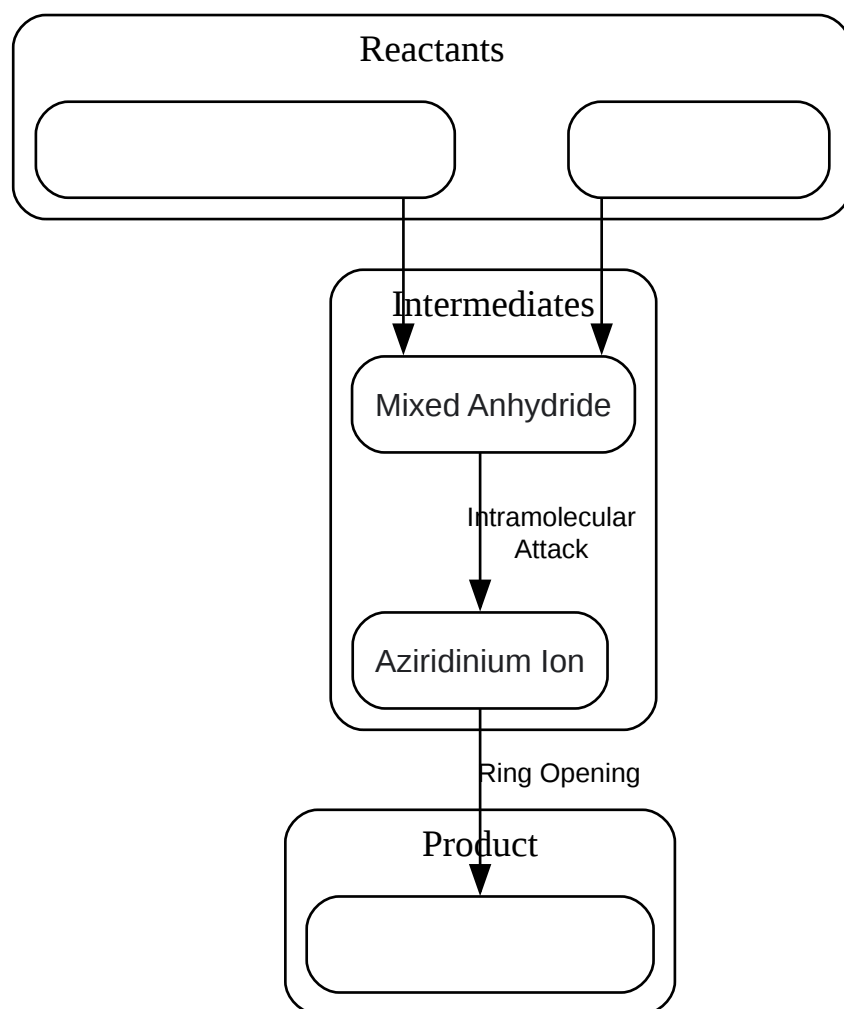 Reactants
Intermediates
Mixed Anhydride
Intramolecular
Attack
Aziridinium Ion
Ring Opening
Product